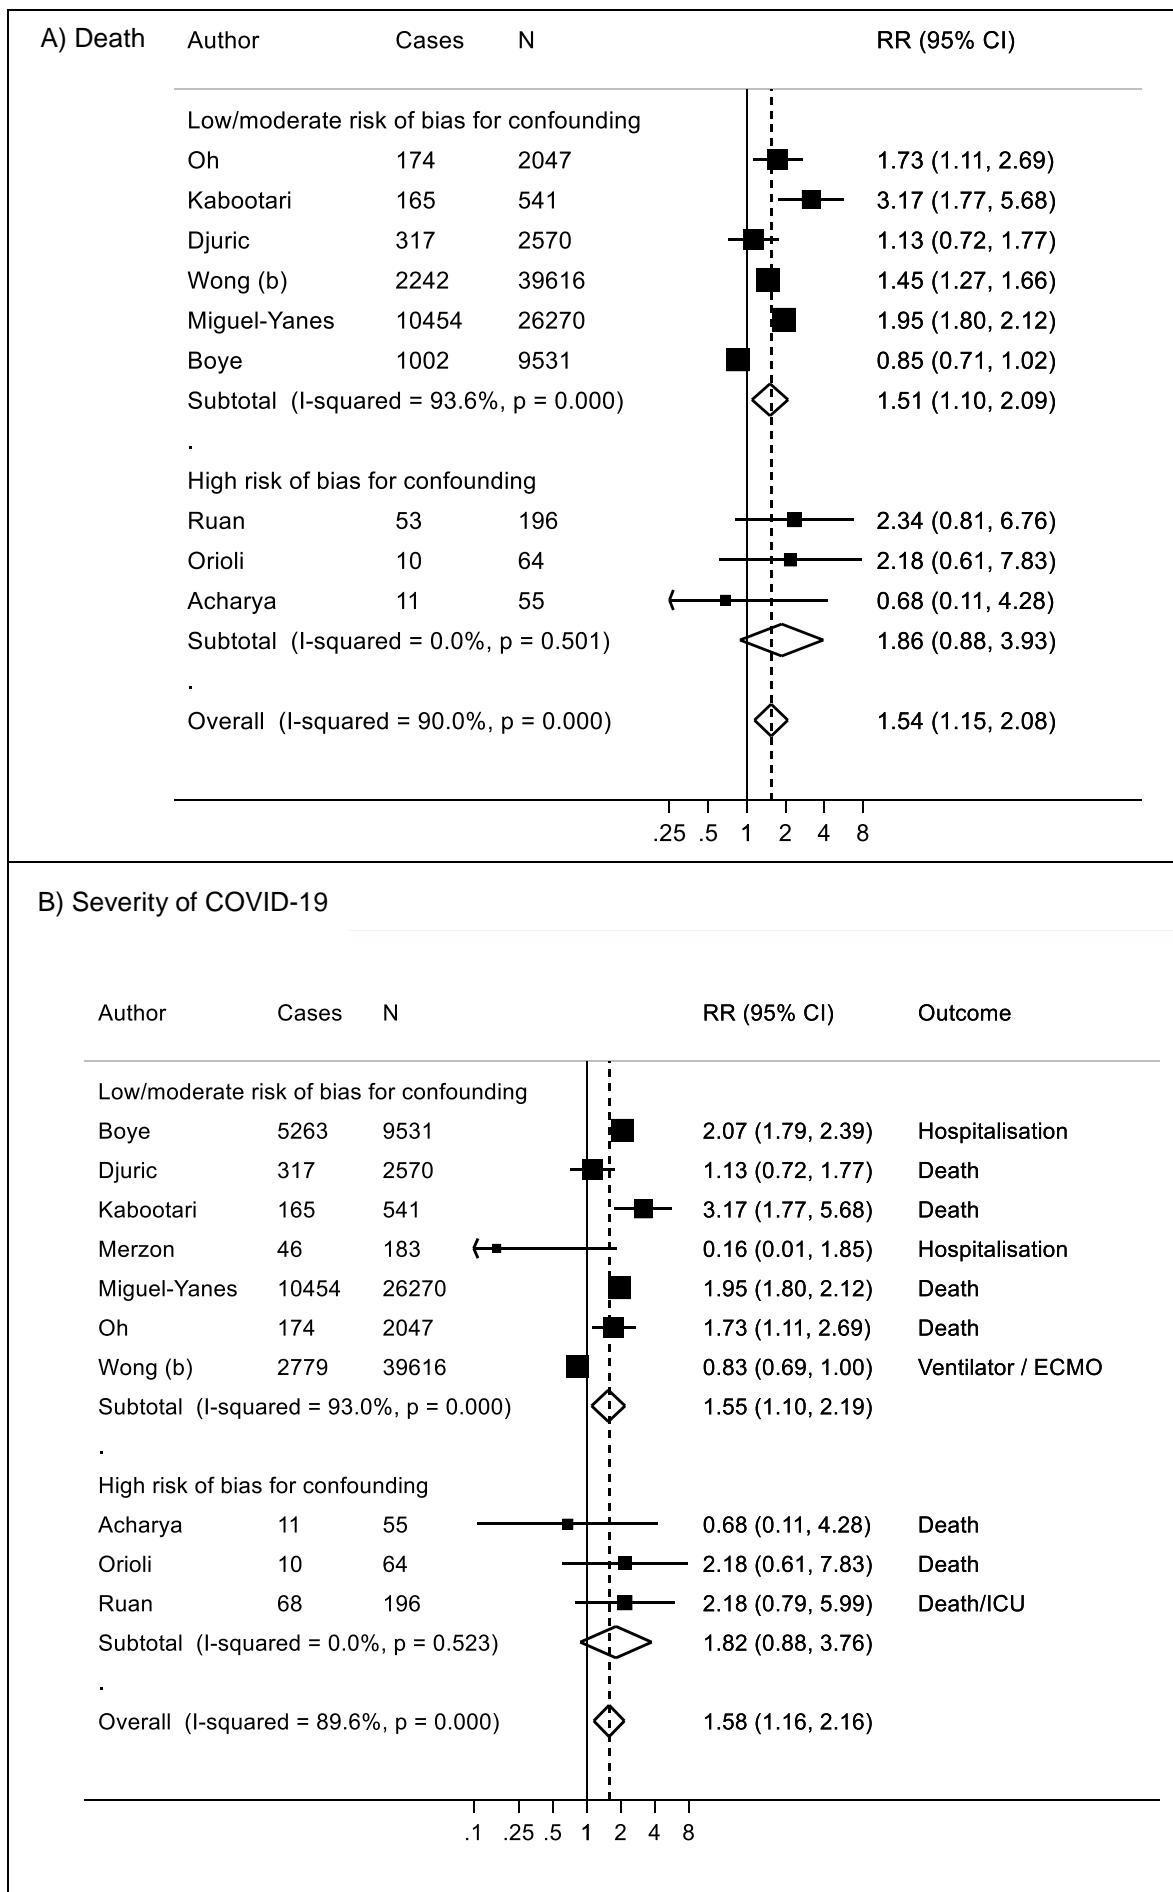 A) Death Author Cases N RR (95% CI)
Low/moderate risk of bias for confounding
Oh 174 2047 1.73 (1.11, 2.69)
Kabootari 165 541 3.17 (1.77, 5.68)
Djuric 317 2570 1.13 (0.72, 1.77)
Wong (b) 2242 39616 1.45 (1.27, 1.66)
Miguel-Yanes 10454 26270 1.95 (1.80, 2.12)
Boye 1002 9531 0.85 (0.71, 1.02)
Subtotal (I-squared = 93.6%, p = 0.000) 1.51 (1.10, 2.09)
.
High risk of bias for confounding
Ruan 53 196 2.34 (0.81, 6.76)
Orioli 10 64 2.18 (0.61, 7.83)
Acharya 11 55 0.68 (0.11, 4.28)
Subtotal (I-squared = 0.0%, p = 0.501) 1.86 (0.88, 3.93)
.
Overall (I-squared = 90.0%, p = 0.000) 1.54 (1.15, 2.08)
.25 .5 1 2 4 8
B) Severity of COVID-19
Author Cases N RR (95% CI) Outcome
Low/moderate risk of bias for confounding
Boye 5263 9531 2.07 (1.79, 2.39) Hospitalisation
Djuric 317 2570 1.13 (0.72, 1.77) Death
Kabootari 165 541 3.17 (1.77, 5.68) Death
Merzon 46 183 0.16 (0.01, 1.85) Hospitalisation
Miguel-Yanes 10454 26270 1.95 (1.80, 2.12) Death
Oh 174 2047 1.73 (1.11, 2.69) Death
Wong (b) 2779 39616 0.83 (0.69, 1.00) Ventilator / ECMO
Subtotal (I-squared = 93.0%, p = 0.000) 1.55 (1.10, 2.19)
.
High risk of bias for confounding
Acharya 11 55 0.68 (0.11, 4.28) Death
Orioli 10 64 2.18 (0.61, 7.83) Death
Ruan 68 196 2.18 (0.79, 5.99) Death/ICU
Subtotal (I-squared = 0.0%, p = 0.523) 1.82 (0.88, 3.76)
.
Overall (I-squared = 89.6%, p = 0.000) 1.58 (1.16, 2.16)
.1 .25 .5 1 2 4 8